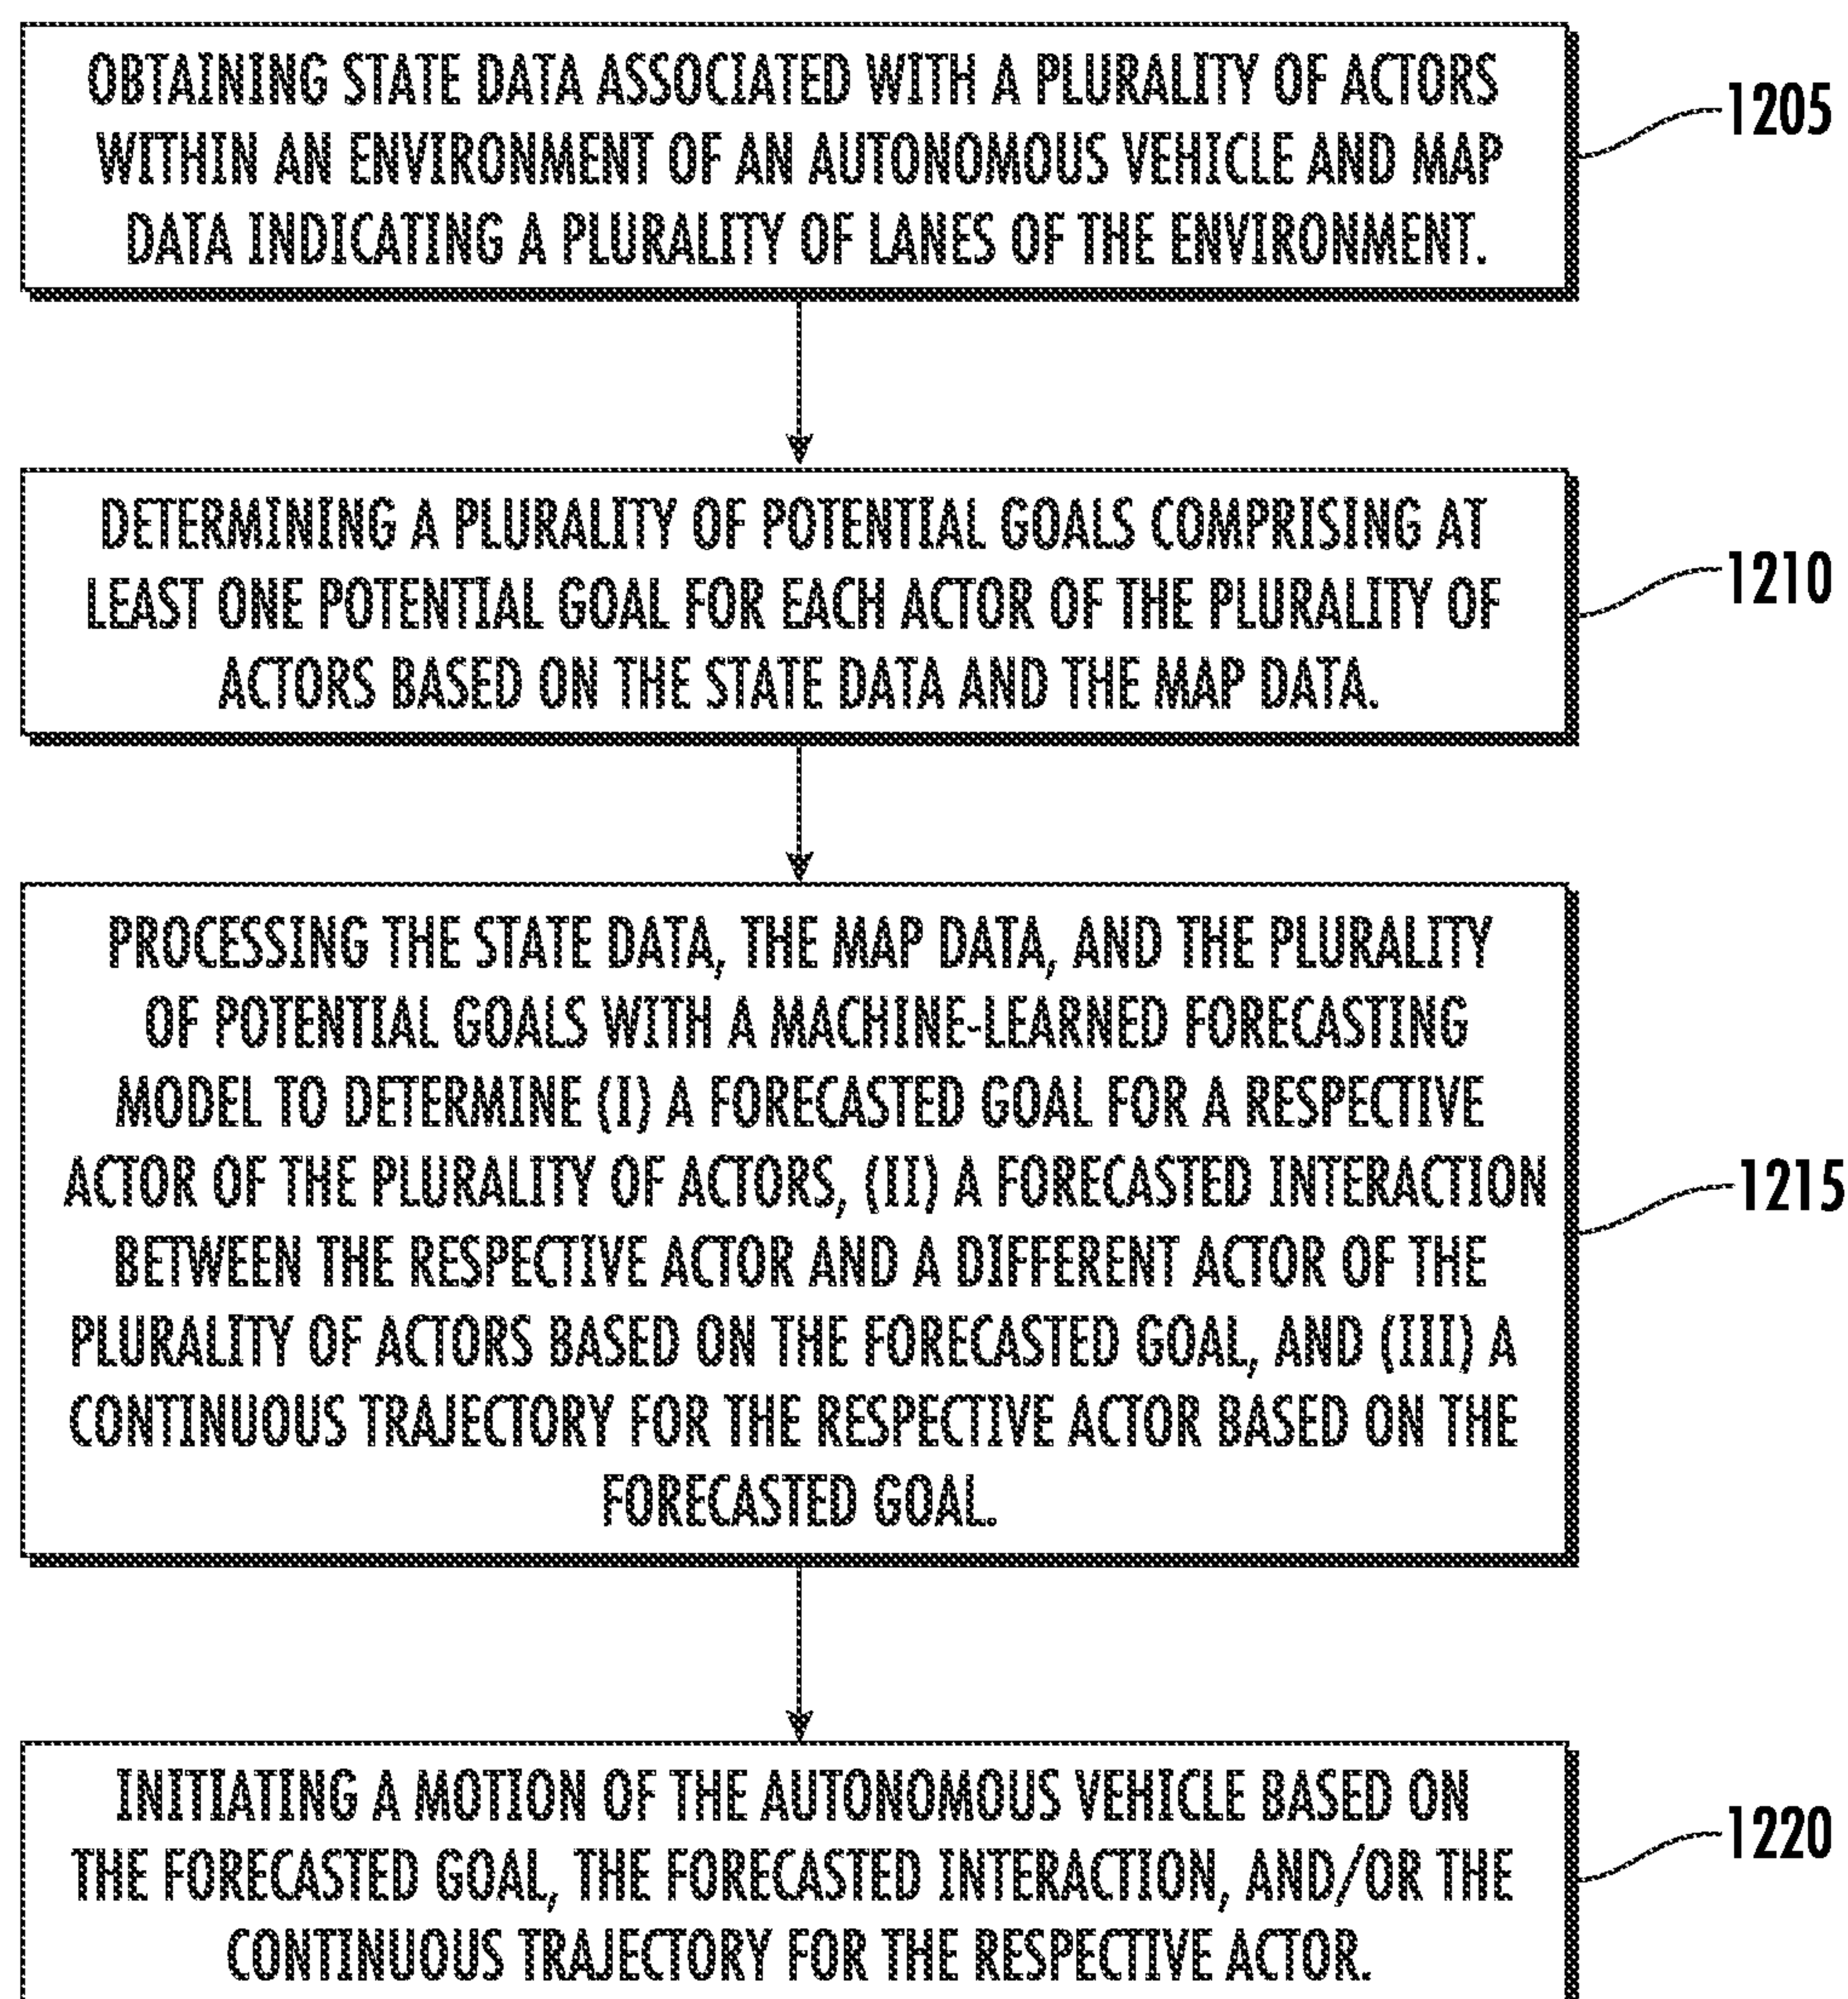 OBTAINING STATE DATA ASSOCIATED WITH A PLURALITY OF ACTORS
WITHIN AN ENVIRONMENT OF AN AUTONOMOUS VEHICLE AND MAP
DATA INDICATING A PLURALITY OF LANES OF THE ENVIRONMENT.
1205
DETERMINING A PLURALITY OF POTENTIAL GOALS COMPRISING AT
LEAST ONE POTENTIAL GOAL FOR EACH ACTOR OF THE PLURALITY OF
ACTORS BASED ON THE STATE DATA AND THE MAP DATA.
1210
PROCESSING THE STATE DATA, THE MAP DATA, AND THE PLURALITY
OF POTENTIAL GOALS WITH A MACHINE-LEARNED FORECASTING
MODEL TO DETERMINE (I) A FORECASTED GOAL FOR A RESPECTIVE
ACTOR OF THE PLURALITY OF ACTORS, (II) A FORECASTED INTERACTION
BETWEEN THE RESPECTIVE ACTOR AND A DIFFERENT ACTOR OF THE
PLURALITY OF ACTORS BASED ON THE FORECASTED GOAL, AND (III) A
CONTINUOUS TRAJECTORY FOR THE RESPECTIVE ACTOR BASED ON THE
FORECASTED GOAL.
1215
INITIATING A MOTION OF THE AUTONOMOUS VEHICLE BASED ON
THE FORECASTED GOAL, THE FORECASTED INTERACTION, AND/OR THE
CONTINUOUS TRAJECTORY FOR THE RESPECTIVE ACTOR.
1220